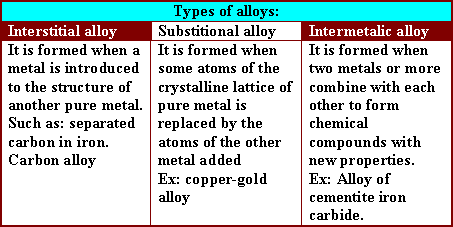 Types of alloys:
Interstitial alloy
It is formed when a
metal is introduced
to the structure of
another pure metal.
Such as: separated
carbon in iron.
Carbon alloy
Substitional alloy
It is formed when
some atoms of the
crystalline lattice of
pure metal is
replaced by the
atoms of the other
metal added
Ex: copper-gold
alloy
Intermetalic alloy
It is formed when
two metals or more
combine with each
other to form
chemical
compounds with
new properties.
Ex: Alloy of
cementite iron
carbide.